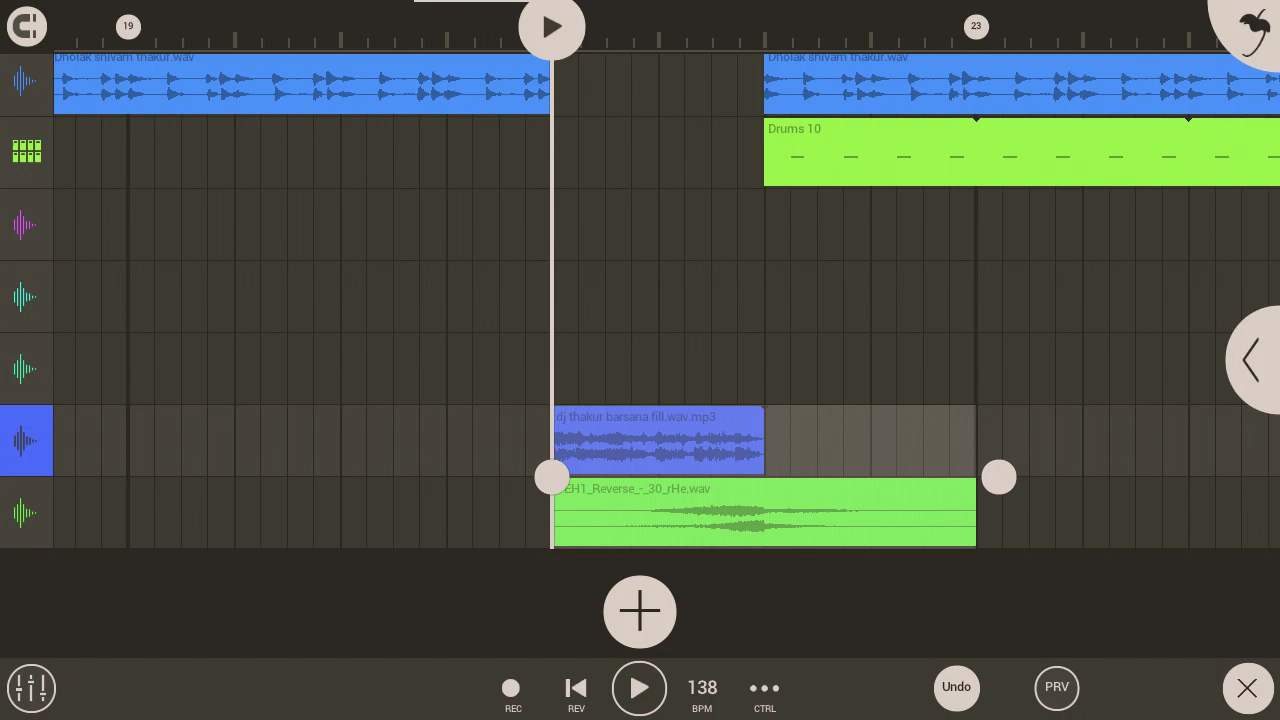 19
23
Dholak shivam thakur.wav
Dholak shivam thakur.wav
Drums 10
dj thakur barsana fill.wav.mp3
EH1_Reverse_-_30_rHe.wav
138
Undo
PRV
REC
REV
BPM
CTRL